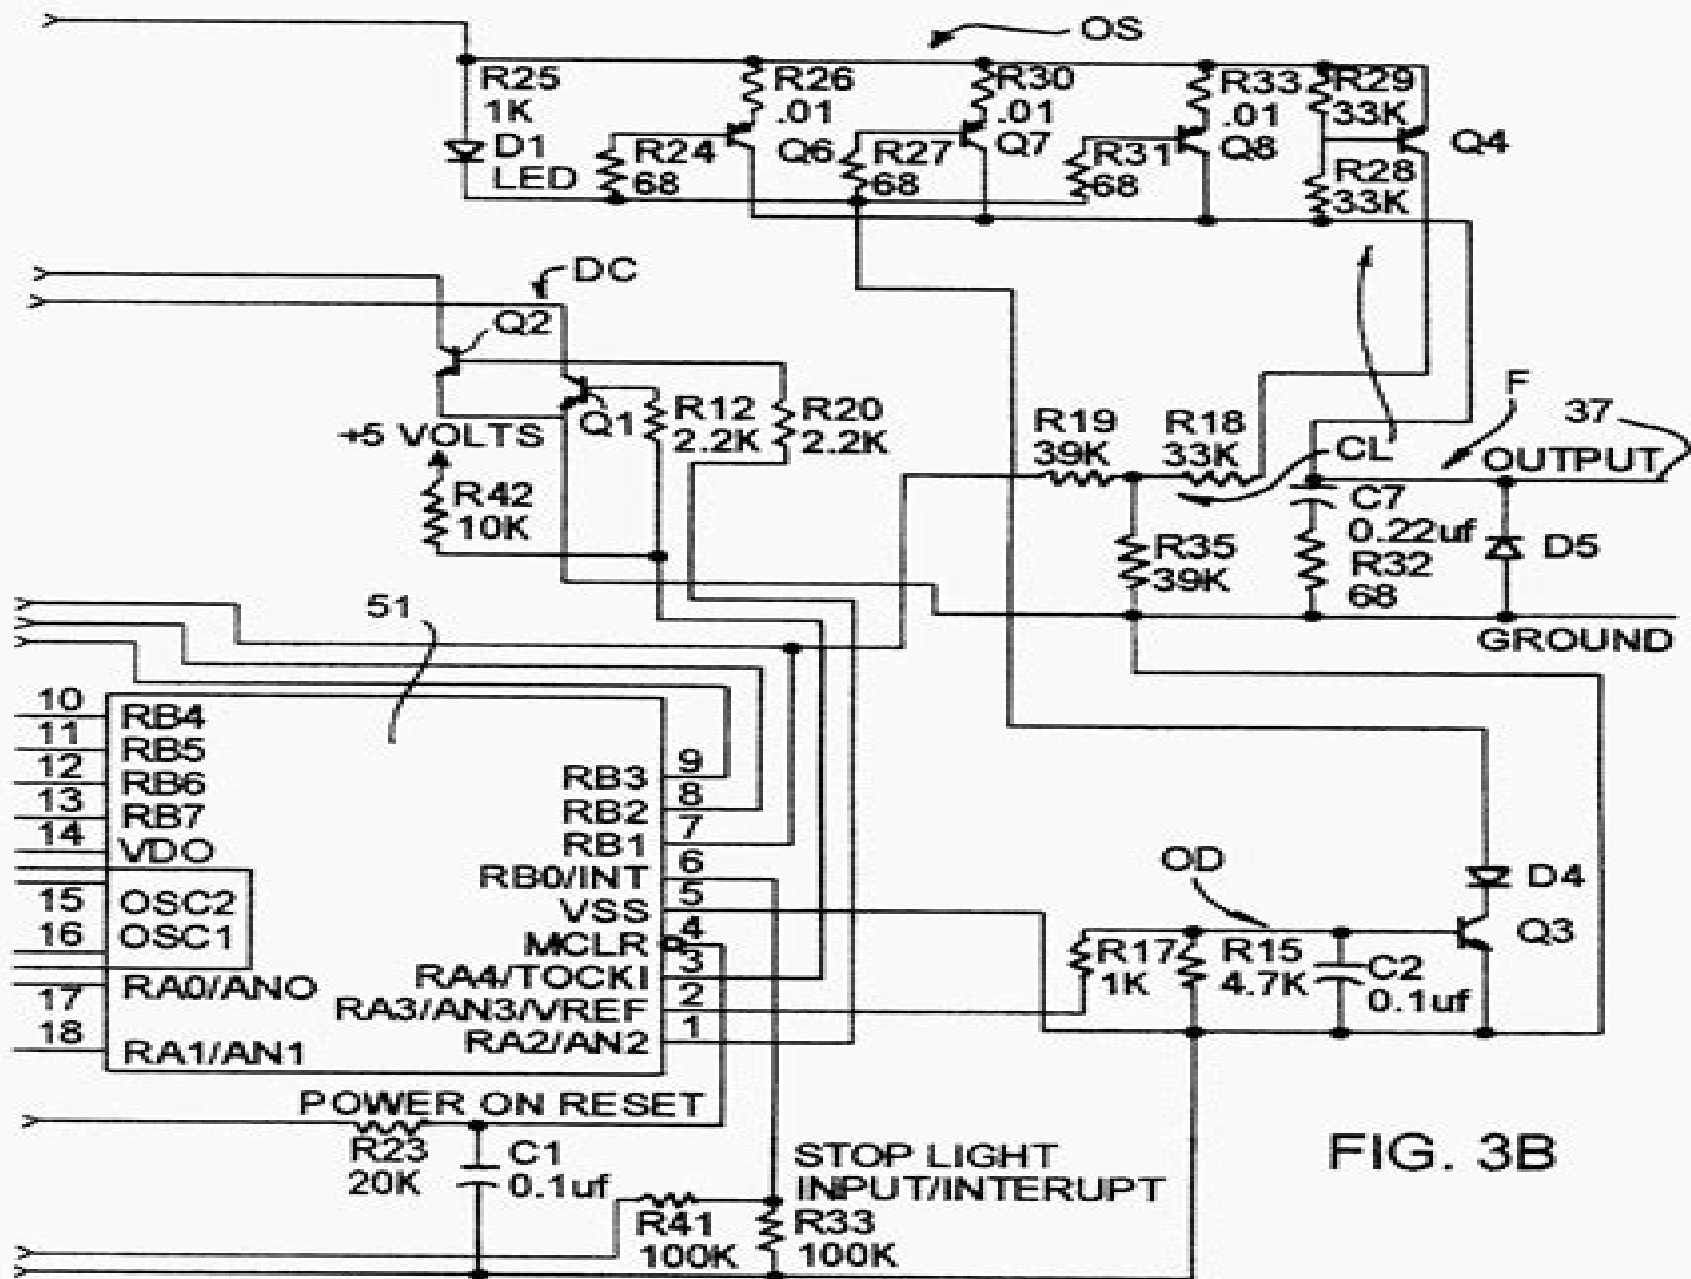 OS
R25
1K
D1
LED
R26
.01
Q6
R24
68
R30
.01
Q7
R27
68
R33
.01
Q8
R31
68
R29
33K
Q4
R28
33K
DC
Q2
Q1
+5 VOLTS
R12
2.2K
R20
2.2K
R42
10K
R19
39K
R18
33K
CL
F
37
OUTPUT
C7
0.22uf
R35
39K
R32
68
D5
GROUND
51
10
RB4
11
RB5
12
RB6
13
RB7
14
VDO
15
OSC2
16
OSC1
RA0/ANO
17
18
RA1/AN1
RB3
9
RB2
8
RB1
7
RB0/INT
6
VSS
5
MCLR
4
RA4/TOCKI
3
RA3/AN3/VREF
2
RA2/AN2
1
OD
D4
Q3
R17
1K
R15
4.7K
C2
0.1uf
POWER ON RESET
R23
20K
C1
0.1uf
STOP LIGHT
INPUT/INTERUPT
R41
100K
R33
100K
FIG. 3B